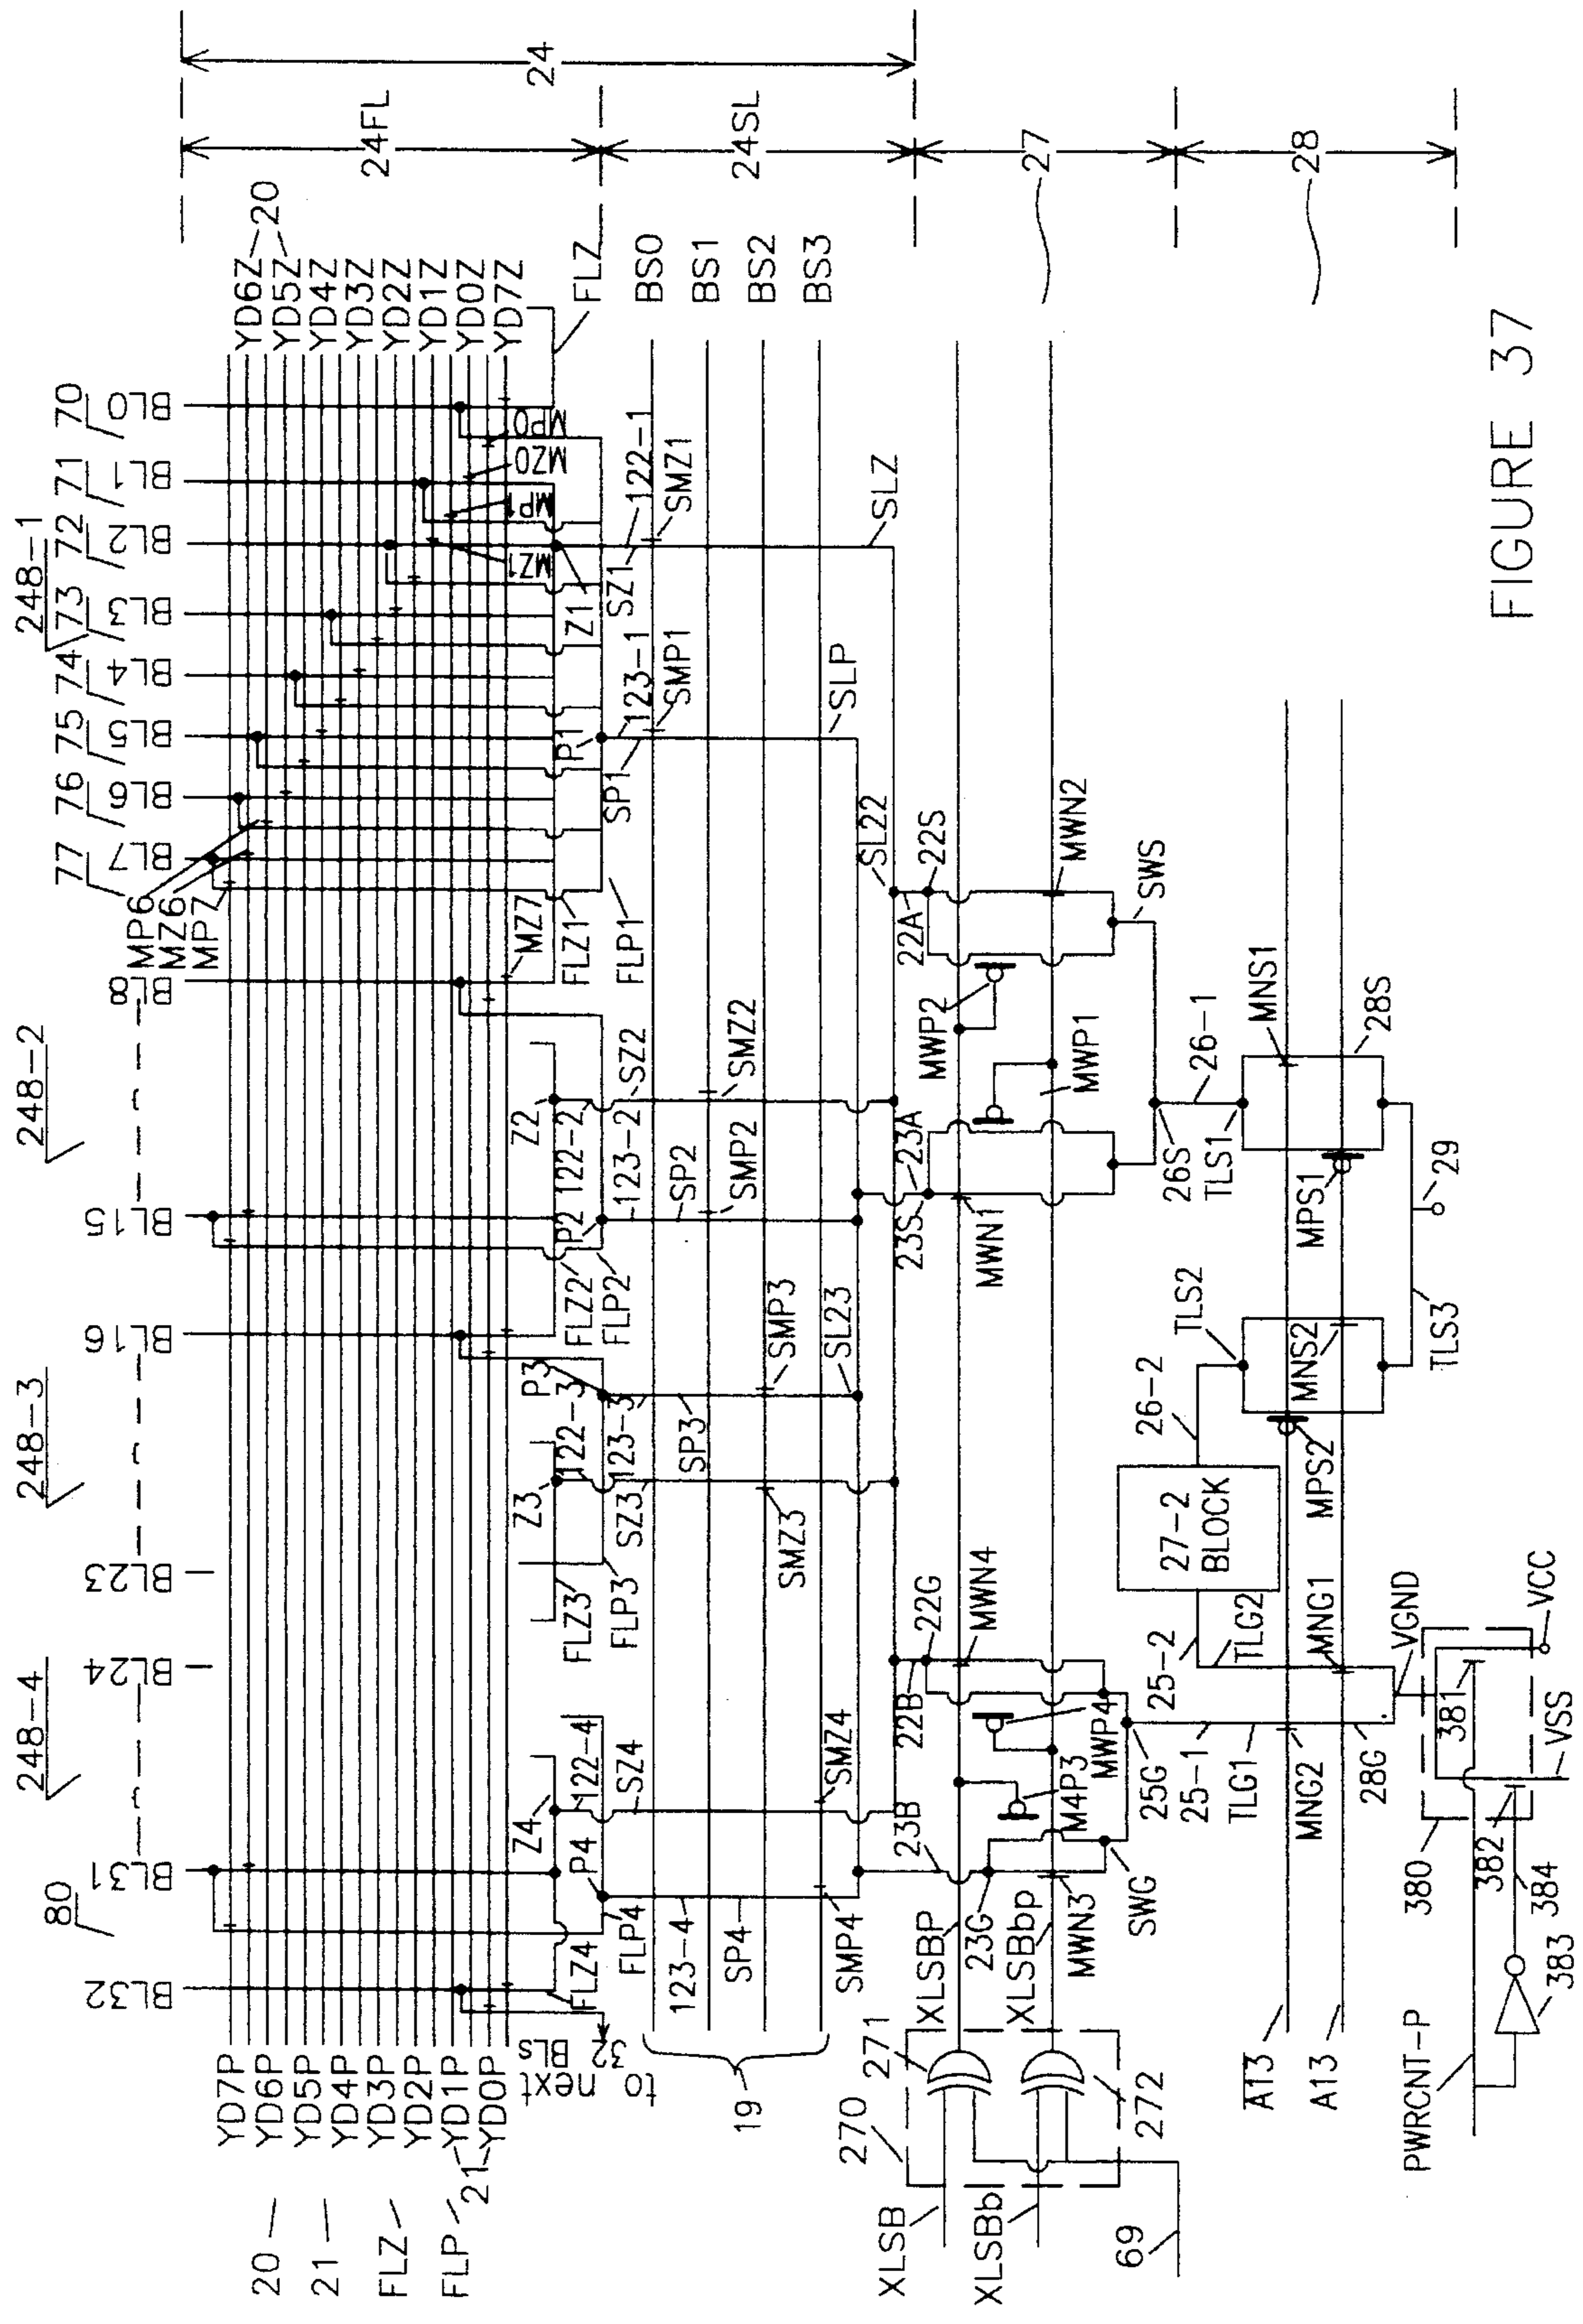 24
24FL
24SL
27
28
248-4
248-3
248-2
248-1
80
77
76
75
74
73
72
71
70
BL32
BL31
BL24
BL23
BL16
BL15
BL8
BL7
BL6
BL5
BL4
BL3
BL2
BL1
BL0
MP6
MZ6
MP7
YD7P
YD6P
YD5P
YD4P
YD3P
YD2P
YD1P
YD0P
20
21
FLZ
FLP
21
YD6Z
20
YD5Z
YD4Z
YD3Z
YD2Z
YD1Z
YD0Z
YD7Z
FLZ
MZ1
MP1
MZ0
MP0
MZ7
to next
32 BLs
FLZ4
FLP4
P4
Z4
122-4
FLZ3
FLP3
Z3
122-3
P3
FLZ2
FLP2
P2
Z2
122-2
FLZ1
FLP1
P1
Z1
19
123-4
SP4
SMP4
SZ4
SMZ4
SZ3
SMZ3
123-3
SP3
SMP3
SL23
123-2
SP2
SMP2
SZ2
SMZ2
SP1
123-1
SMP1
SLP
SZ1
122-1
SMZ1
SLZ
BS0
BS1
BS2
BS3
SL22
270
271
272
XLSB
XLSBb
69
XLSBP
XLSBbp
23G
MWN3
SWG
23B
22B
22G
MWN4
M4P3
MWP4
25G
23S
23A
MWN1
MWP1
MWP2
22A
22S
MWN2
SWS
26S
25-1
TLG1
25-2
TLG2
27-2
BLOCK
26-2
TLS2
TLS1
26-1
MNG2
28G
MNG1
MPS2
MNS2
MPS1
MNS1
28S
TLS3
29
A13
A13
PWRCNT-P
383
384
382
380
381
VGND
VCC
VSS
FIGURE 37